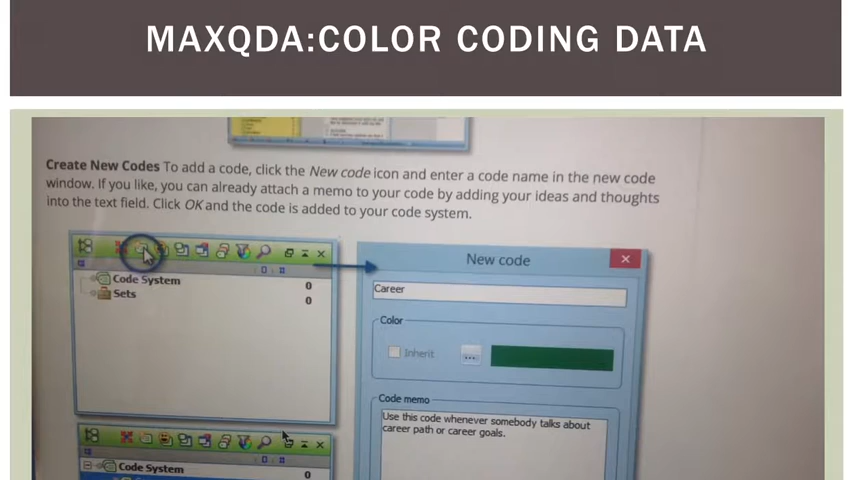 MAXQDA:COLOR CODING DATA
Create New Codes To add a code, click the New code icon and enter a code name in the new code
window. If you like, you can already attach a memo to your code by adding your ideas and thoughts
into the text field. Click OK and the code is added to your code system.
Code System 0
Sets 0
New code
Career
Color
Inherit
...
Code memo
Use this code whenever somebody talks about
career path or career goals.
Code System 0